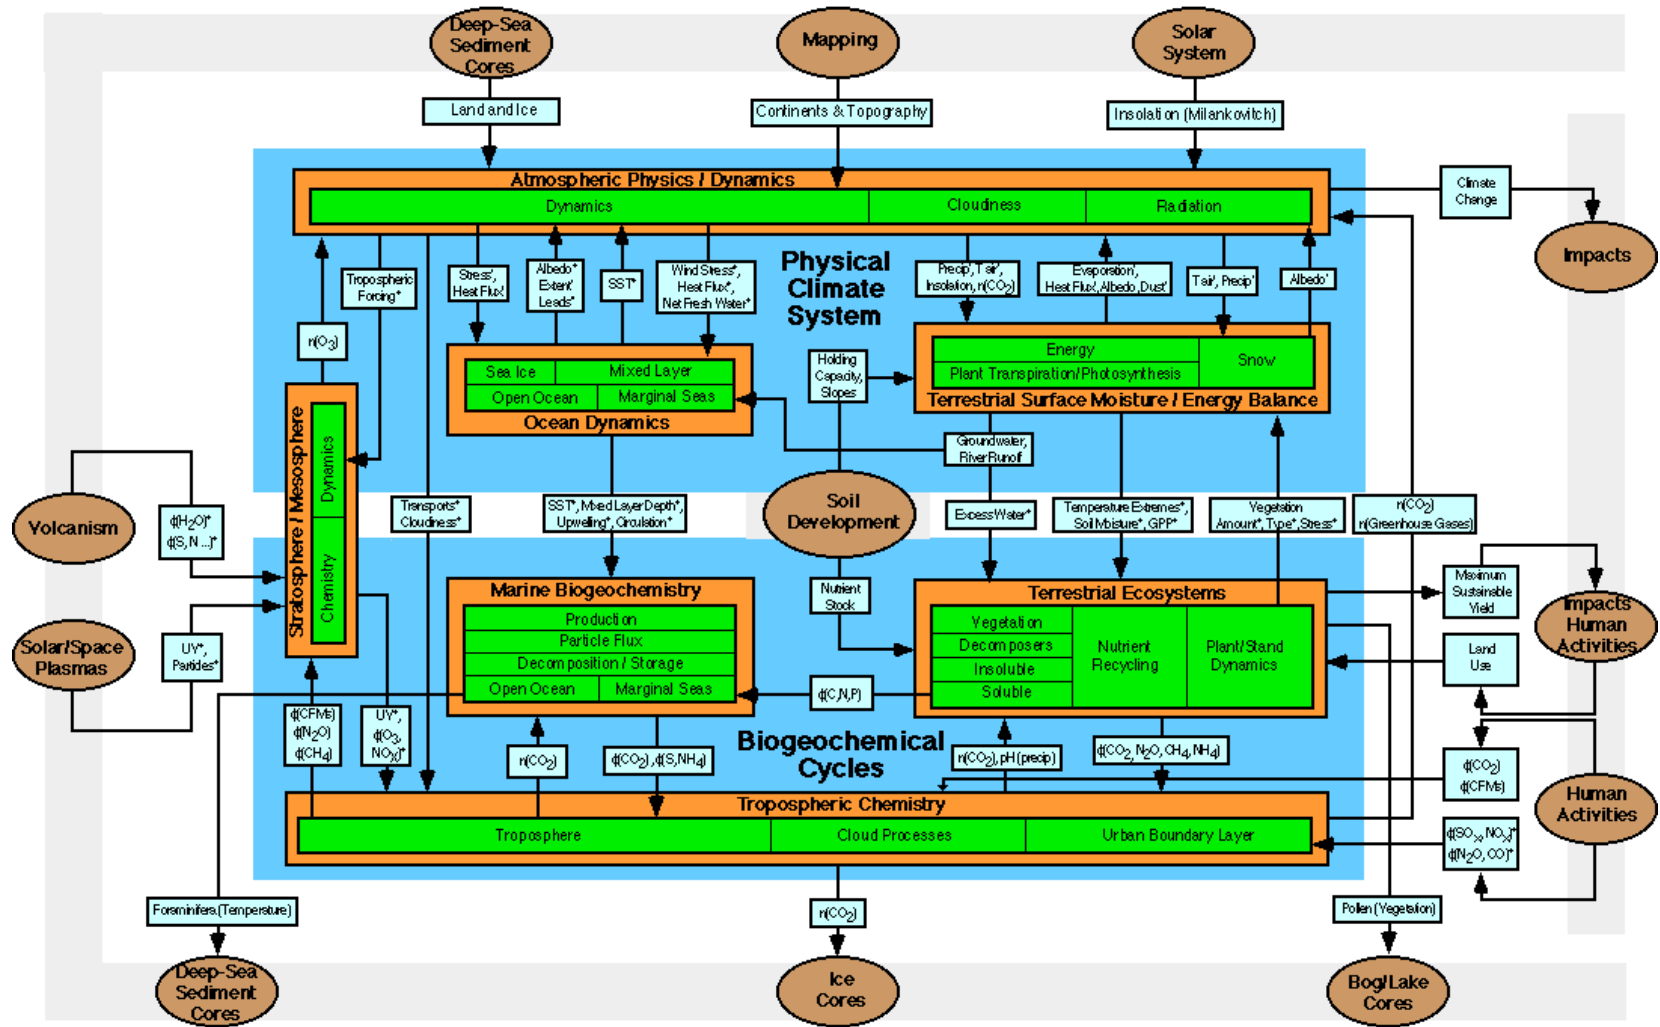 Deep-Sea
Sediment
Cores
Mapping
Solar
System
Land and Ice
Continents & Topography
Insolation (Milankovitch)
Atmospheric Physics / Dynamics
Dynamics
Cloudiness
Radiation
Climate
Change
Impacts
Tropospheric
Forcing*
Stress',
Heat Flux'
Albedo*
Extent'
Leads*
SST*
Wind Stress*,
Heat Flux*,
Net Fresh Water*
Physical
Climate
System
Precip', Tair',
Insolation, n(CO2)
Evaporation',
Heat Flux', Albedo, Dust'
Tair', Precip'
Albedo'
n(O3)
Sea Ice
Mixed Layer
Open Ocean
Marginal Seas
Ocean Dynamics
Holding
Capacity,
Slopes
Energy
Plant Transpiration/Photosynthesis
Snow
Terrestrial Surface Moisture / Energy Balance
Stratosphere / Mesosphere
Dynamics
Chemistry
Groundwater,
River Runoff
Volcanism
ȼ(H2O)*
ȼ(S, N ...)*
Transports*
Cloudiness*
SST*, Mixed Layer Depth*,
Upwelling*, Circulation*
Soil
Development
Excess Water*
Temperature Extremes*,
Soil Moisture*, GPP*
Vegetation
Amount*, Type*, Stress*
n(CO2)
n(Greenhouse Gases)
Solar/Space
Plasmas
UV*,
Particles*
Marine Biogeochemistry
Production
Particle Flux
Decomposition / Storage
Open Ocean
Marginal Seas
Nutrient
Stock
Terrestrial Ecosystems
Vegetation
Decomposers
Insoluble
Soluble
Nutrient
Recycling
Plant/Stand
Dynamics
Maximum
Sustainable
Yield
Impacts
Human
Activities
Land
Use
ȼ(C,N,P)
ȼ(CFMs)
ȼ(N2O)
ȼ(CH4)
UV*,
ȼ(O3,
NOX)*
n(CO2)
ȼ(CO2), ȼ(S,NH4)
Biogeochemical
Cycles
n(CO2), pH (precip)
ȼ(CO2, N2O, CH4, NH4)
ȼ(CO2)
ȼ(CFMs)
Human
Activities
Tropospheric Chemistry
Troposphere
Cloud Processes
Urban Boundary Layer
ȼ(SOx, NOx)*
ȼ(N2O, CO)*
Foraminifera (Temperature)
n(CO2)
Pollen (Vegetation)
Deep-Sea
Sediment
Cores
Ice
Cores
Bog/Lake
Cores